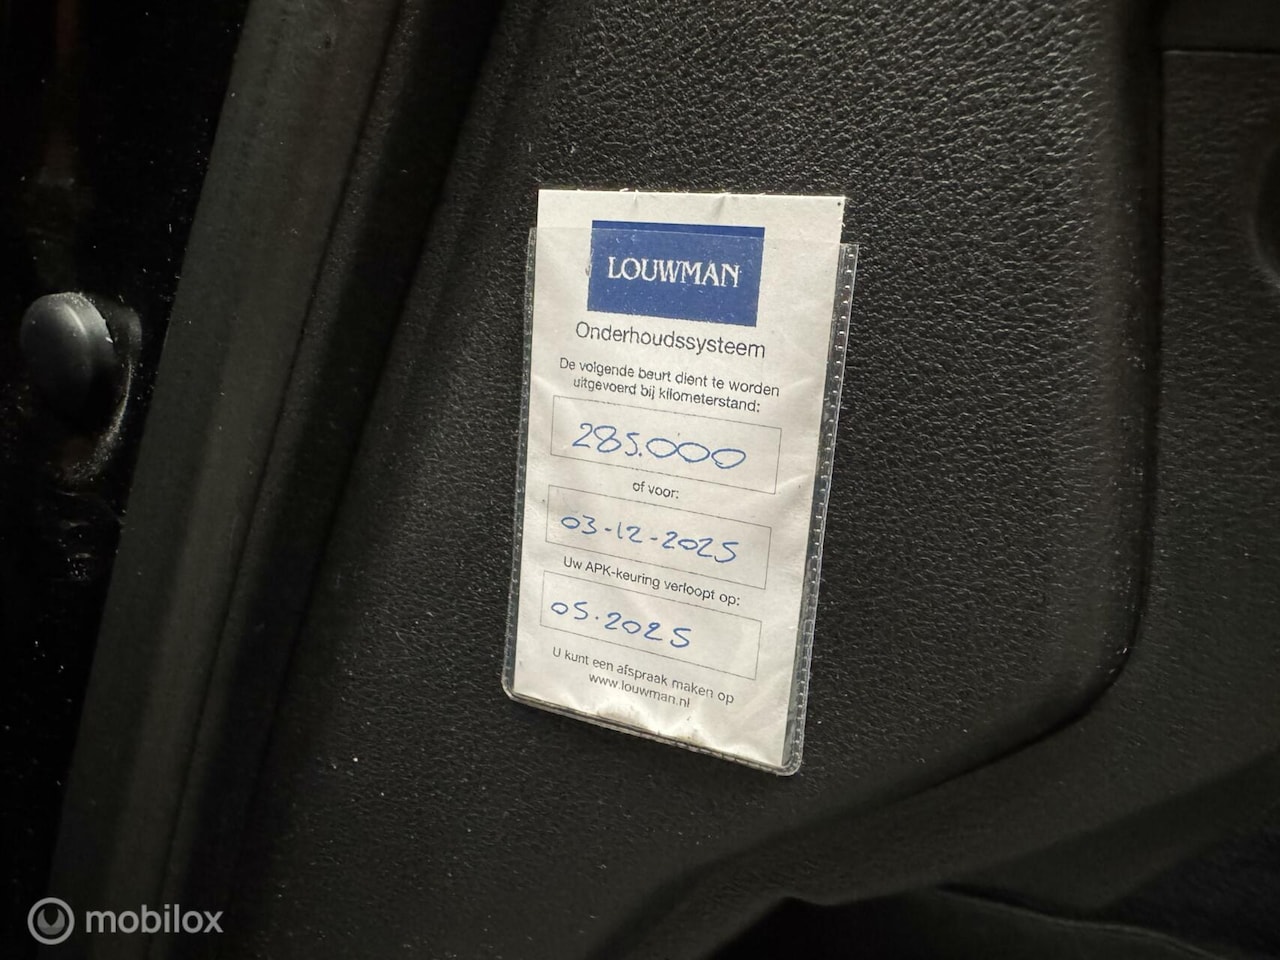 LOUWMAN
Onderhoudssysteem
De volgende beurt dient te worden
uitgevoerd bij kilometerstand:
285.000
of voor:
03-12-2025
Uw APK-keuring verloopt op:
05.2025
U kunt een afspraak maken op
www.louwman.nl
mobilox